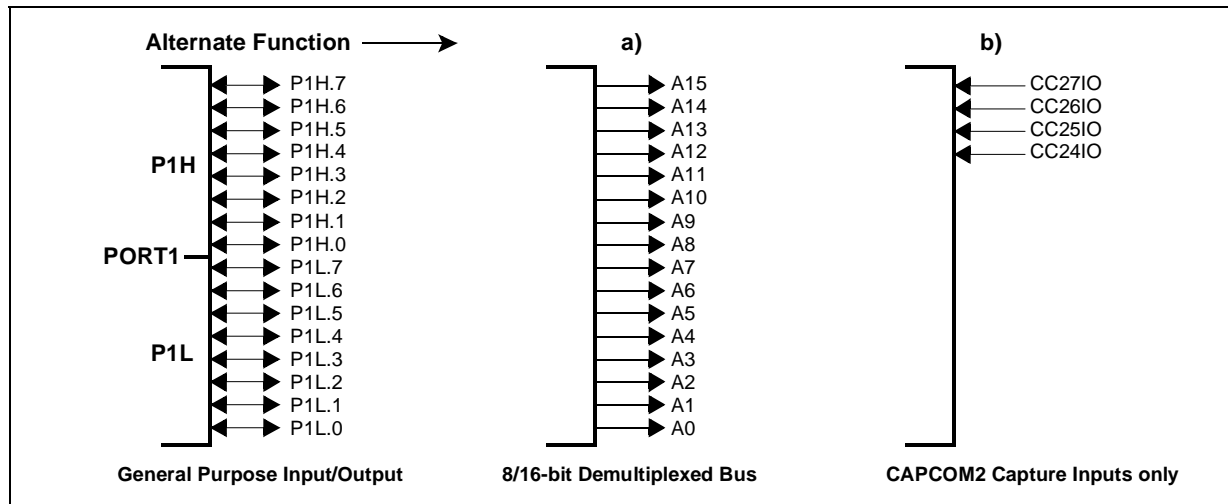 Alternate Function a) b)
P1H.7 A15 CC27IO
P1H.6 A14 CC26IO
P1H.5 A13 CC25IO
P1H.4 A12 CC24IO
P1H P1H.3 A11
P1H.2 A10
P1H.1 A9
P1H.0 A8
PORT1
P1L.7 A7
P1L.6 A6
P1L.5 A5
P1L.4 A4
P1L P1L.3 A3
P1L.2 A2
P1L.1 A1
P1L.0 A0
General Purpose Input/Output 8/16-bit Demultiplexed Bus CAPCOM2 Capture Inputs only